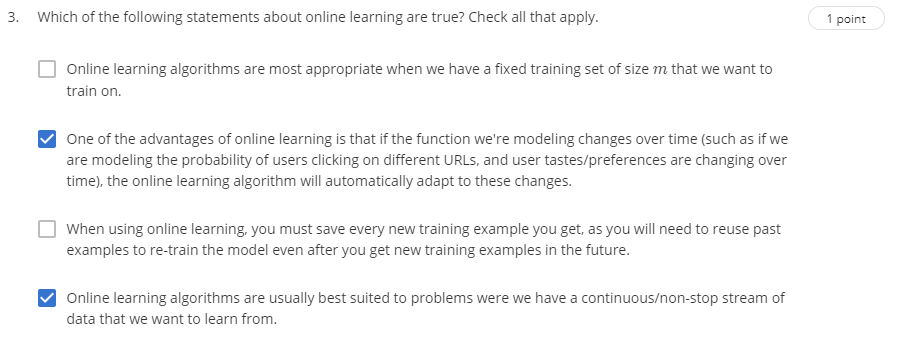 3. Which of the following statements about online learning are true? Check all that apply.
1 point
Online learning algorithms are most appropriate when we have a fixed training set of size m that we want to
train on.
One of the advantages of online learning is that if the function we're modeling changes over time (such as if we
are modeling the probability of users clicking on different URLs, and user tastes/preferences are changing over
time), the online learning algorithm will automatically adapt to these changes.
When using online learning, you must save every new training example you get, as you will need to reuse past
examples to re-train the model even after you get new training examples in the future.
Online learning algorithms are usually best suited to problems were we have a continuous/non-stop stream of
data that we want to learn from.